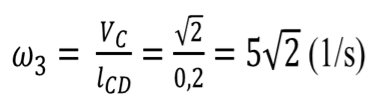 ω₃ = V_C / l_CD = √2 / 0,2 = 5√2 (1/s)